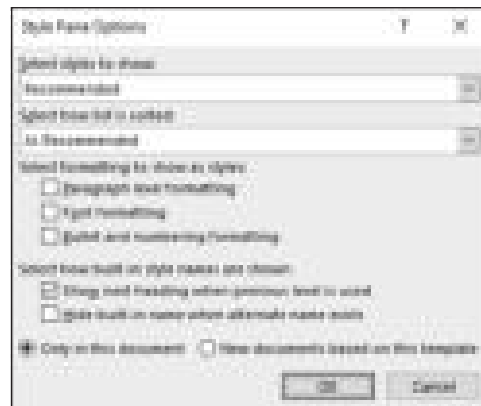 Style Pane Options ? X
Select styles to show:
Recommended
Select how list is sorted:
As Recommended
Select formatting to show as styles:
Paragraph level formatting
Font formatting
Bullet and numbering formatting
Select how built-in style names are shown:
Show next heading when previous level is used
Hide built-in name when alternate name exists
Only in this document New documents based on this template
OK Cancel